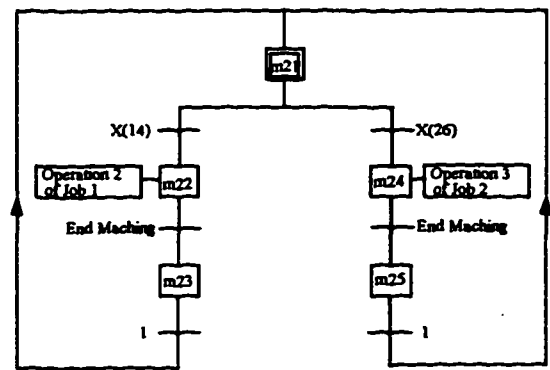 m21
X(14)
X(26)
Operation 2
of Job 1
m22
m24
Operation 3
of Job 2
End Maching
End Maching
m23
m25
1
1